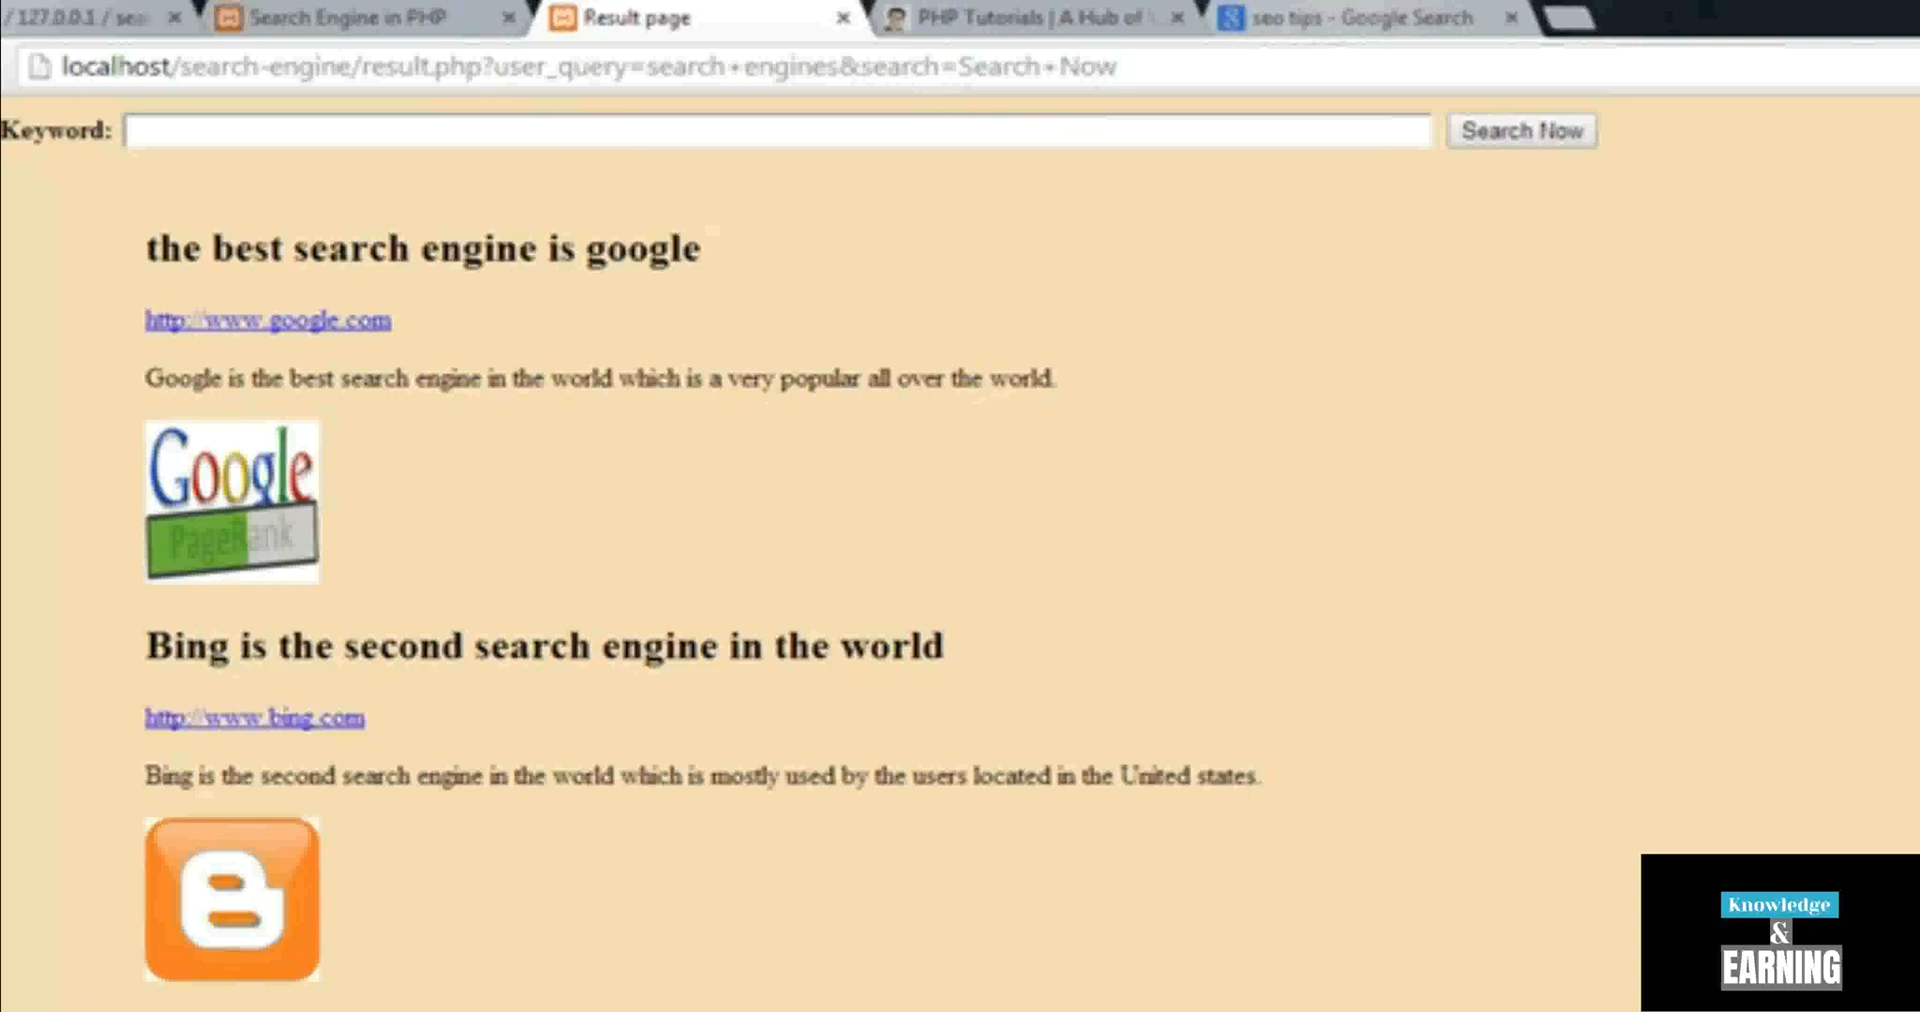 / 127.0.0.1 / sea
Search Engine in PHP
Result page
PHP Tutorials | A Hub of
seo tips - Google Search
localhost/search-engine/result.php?user_query=search+engines&search=Search+Now
Keyword:
Search Now
the best search engine is google
http://www.google.com
Google is the best search engine in the world which is a very popular all over the world.
Google
PageRank
Bing is the second search engine in the world
http://www.bing.com
Bing is the second search engine in the world which is mostly used by the users located in the United states.
Knowledge
&
EARNING